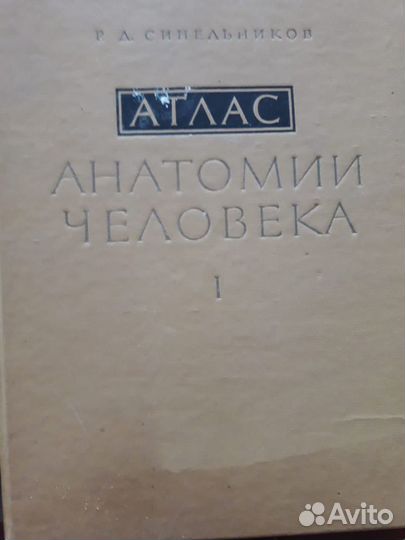 Р. Д. СИНЕЛЬНИКОВ
АТЛАС
АНАТОМИИ
ЧЕЛОВЕКА
I
Avito